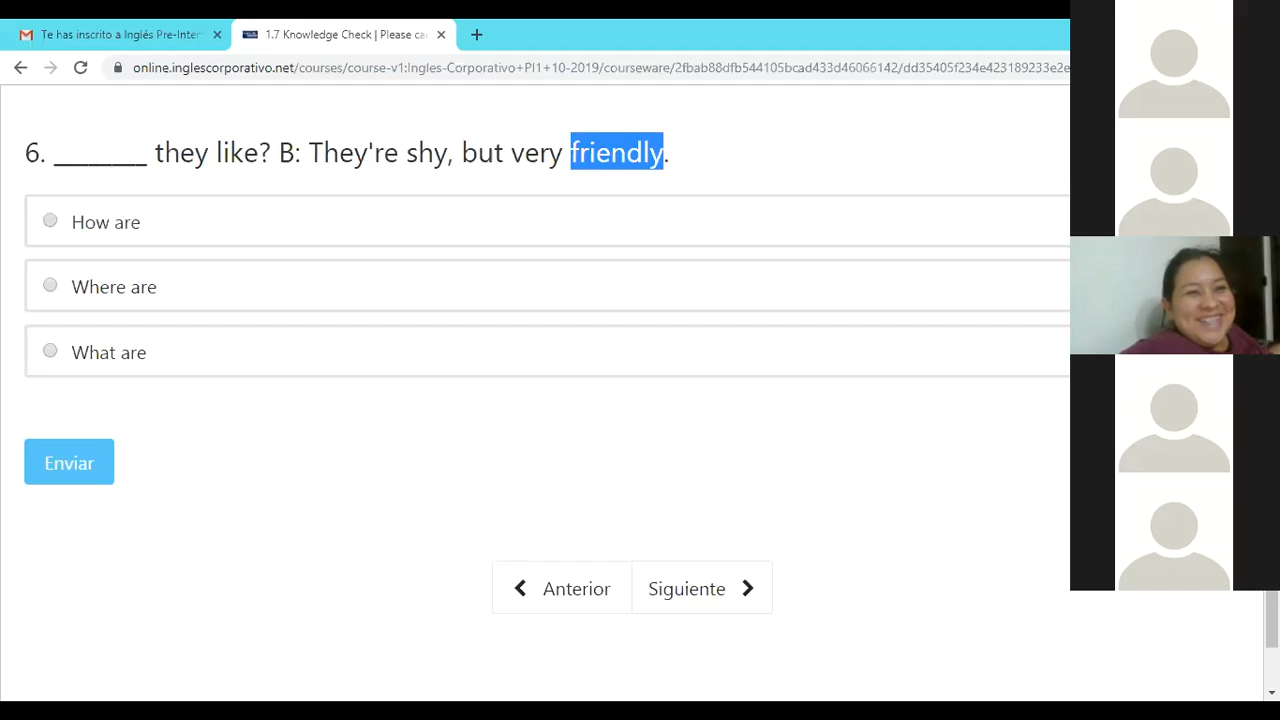 Te has inscrito a Inglés Pre-Inter
1.7 Knowledge Check | Please ca
online.inglescorporativo.net/courses/course-v1:Ingles-Corporativo+PI1+10-2019/courseware/2fbab88dfb544105bcad433d46066142/dd35405f234e423189233e2e
6. ________ they like? B: They're shy, but very friendly.
How are
Where are
What are
Enviar
Anterior
Siguiente